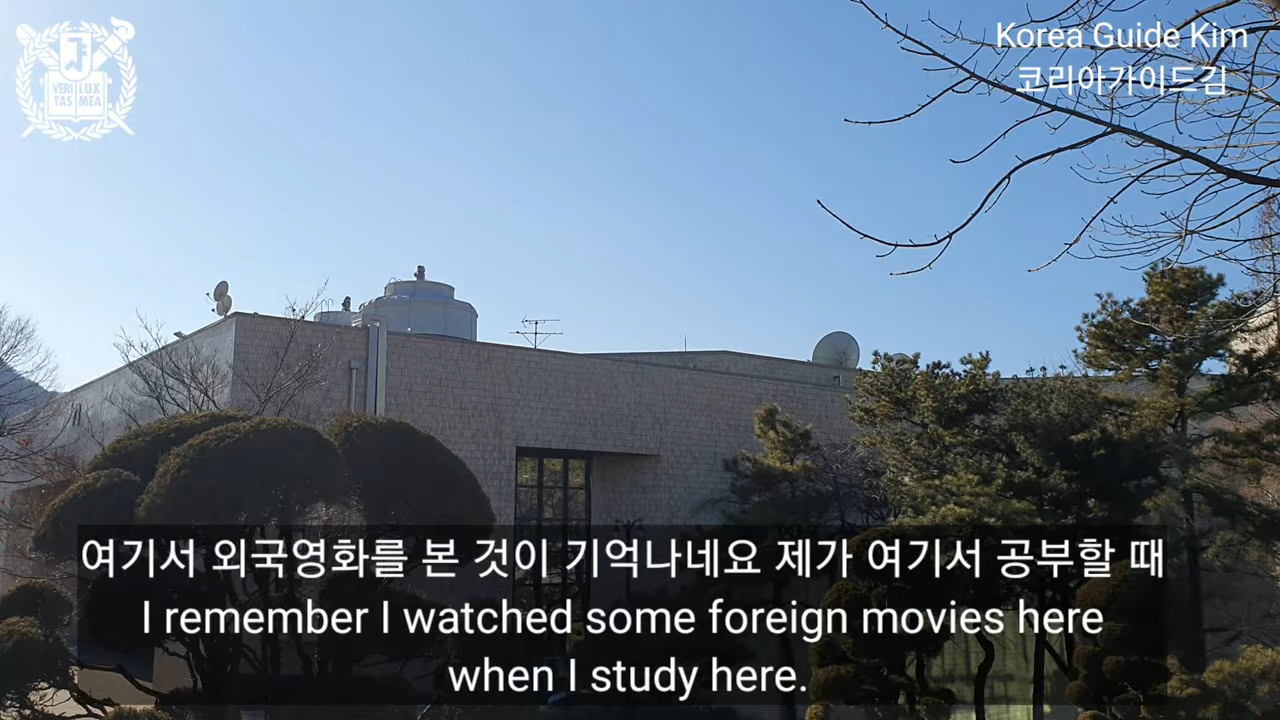 VERI LUX
TAS MEA
Korea Guide Kim
코리아가이드김
여기서 외국영화를 본 것이 기억나네요 제가 여기서 공부할 때
I remember I watched some foreign movies here
when I study here.